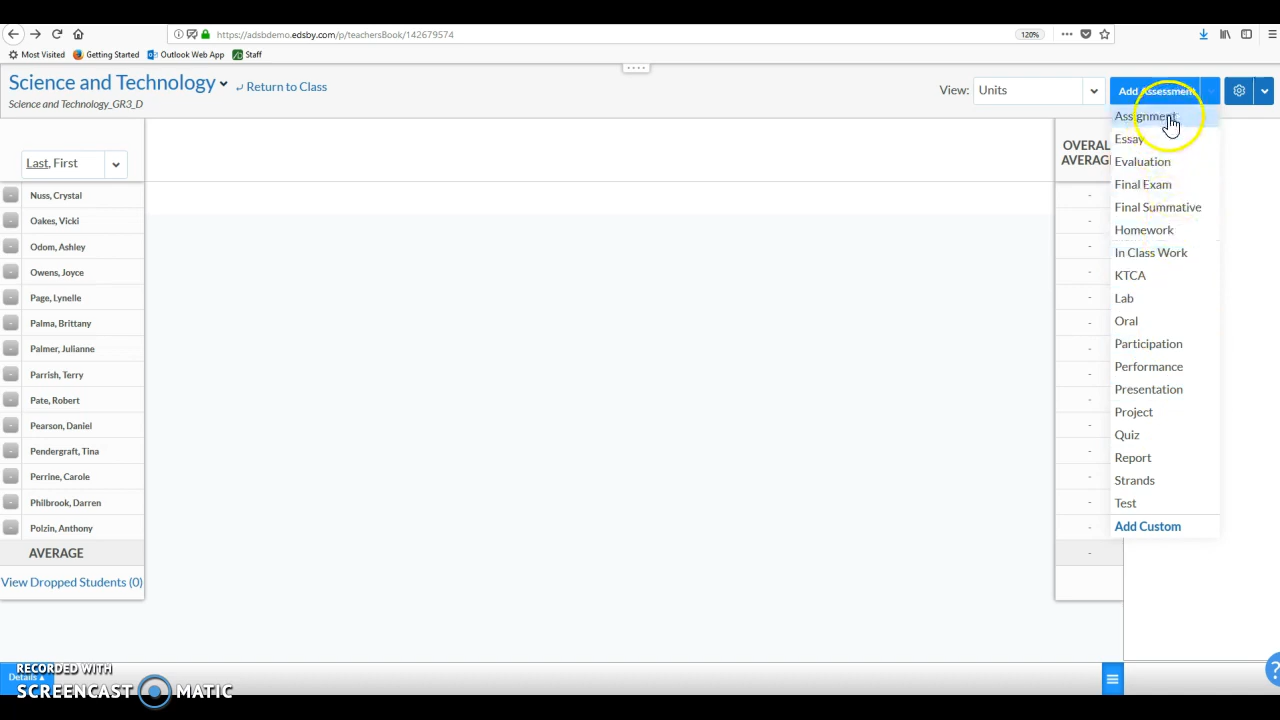 https://adsbdemo.edsby.com/p/teachersBook/142679574
120%
Most Visited
Getting Started
Outlook Web App
Staff
Science and Technology
Return to Class
Science and Technology_GR3_D
View:
Units
Add Assessment
Last, First
OVERAL
AVERAGE
Nuss, Crystal
-
Oakes, Vicki
-
Odom, Ashley
-
Owens, Joyce
-
Page, Lynelle
-
Palma, Brittany
-
Palmer, Julianne
-
Parrish, Terry
-
Pate, Robert
-
Pearson, Daniel
-
Pendergraft, Tina
-
Perrine, Carole
-
Philbrook, Darren
-
Polzin, Anthony
-
AVERAGE
-
View Dropped Students (0)
Assignment
Essay
Evaluation
Final Exam
Final Summative
Homework
In Class Work
KTCA
Lab
Oral
Participation
Performance
Presentation
Project
Quiz
Report
Strands
Test
Add Custom
Details
RECORDED WITH
SCREENCAST MATIC
?